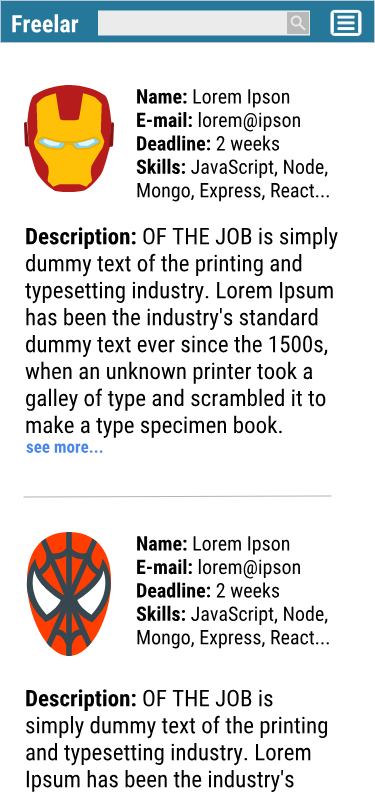 Freelar
Name: Lorem Ipson
E-mail: lorem@ipson
Deadline: 2 weeks
Skills: JavaScript, Node,
Mongo, Express, React...
Description: OF THE JOB is simply
dummy text of the printing and
typesetting industry. Lorem Ipsum
has been the industry's standard
dummy text ever since the 1500s,
when an unknown printer took a
galley of type and scrambled it to
make a type specimen book.
see more...
Name: Lorem Ipson
E-mail: lorem@ipson
Deadline: 2 weeks
Skills: JavaScript, Node,
Mongo, Express, React...
Description: OF THE JOB is
simply dummy text of the printing
and typesetting industry. Lorem
Ipsum has been the industry's